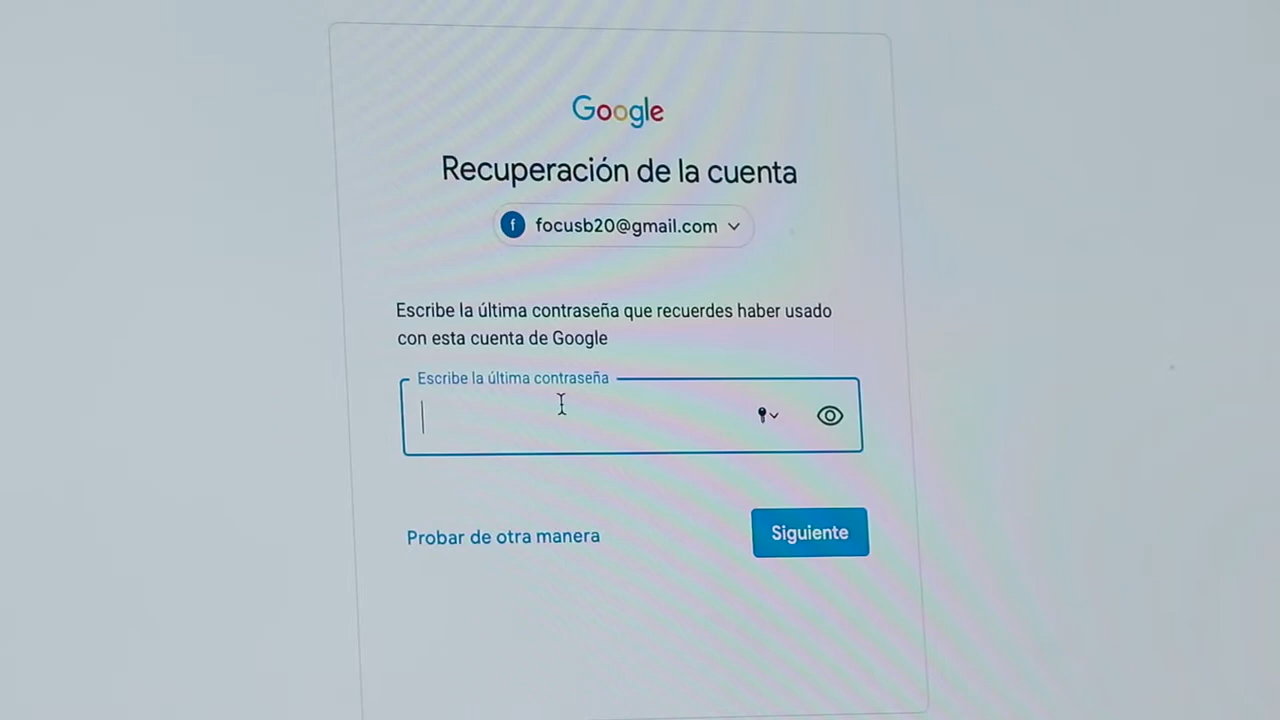 Google
Recuperación de la cuenta
f focusb20@gmail.com
Escribe la última contraseña que recuerdes haber usado
con esta cuenta de Google
Escribe la última contraseña
Probar de otra manera
Siguiente